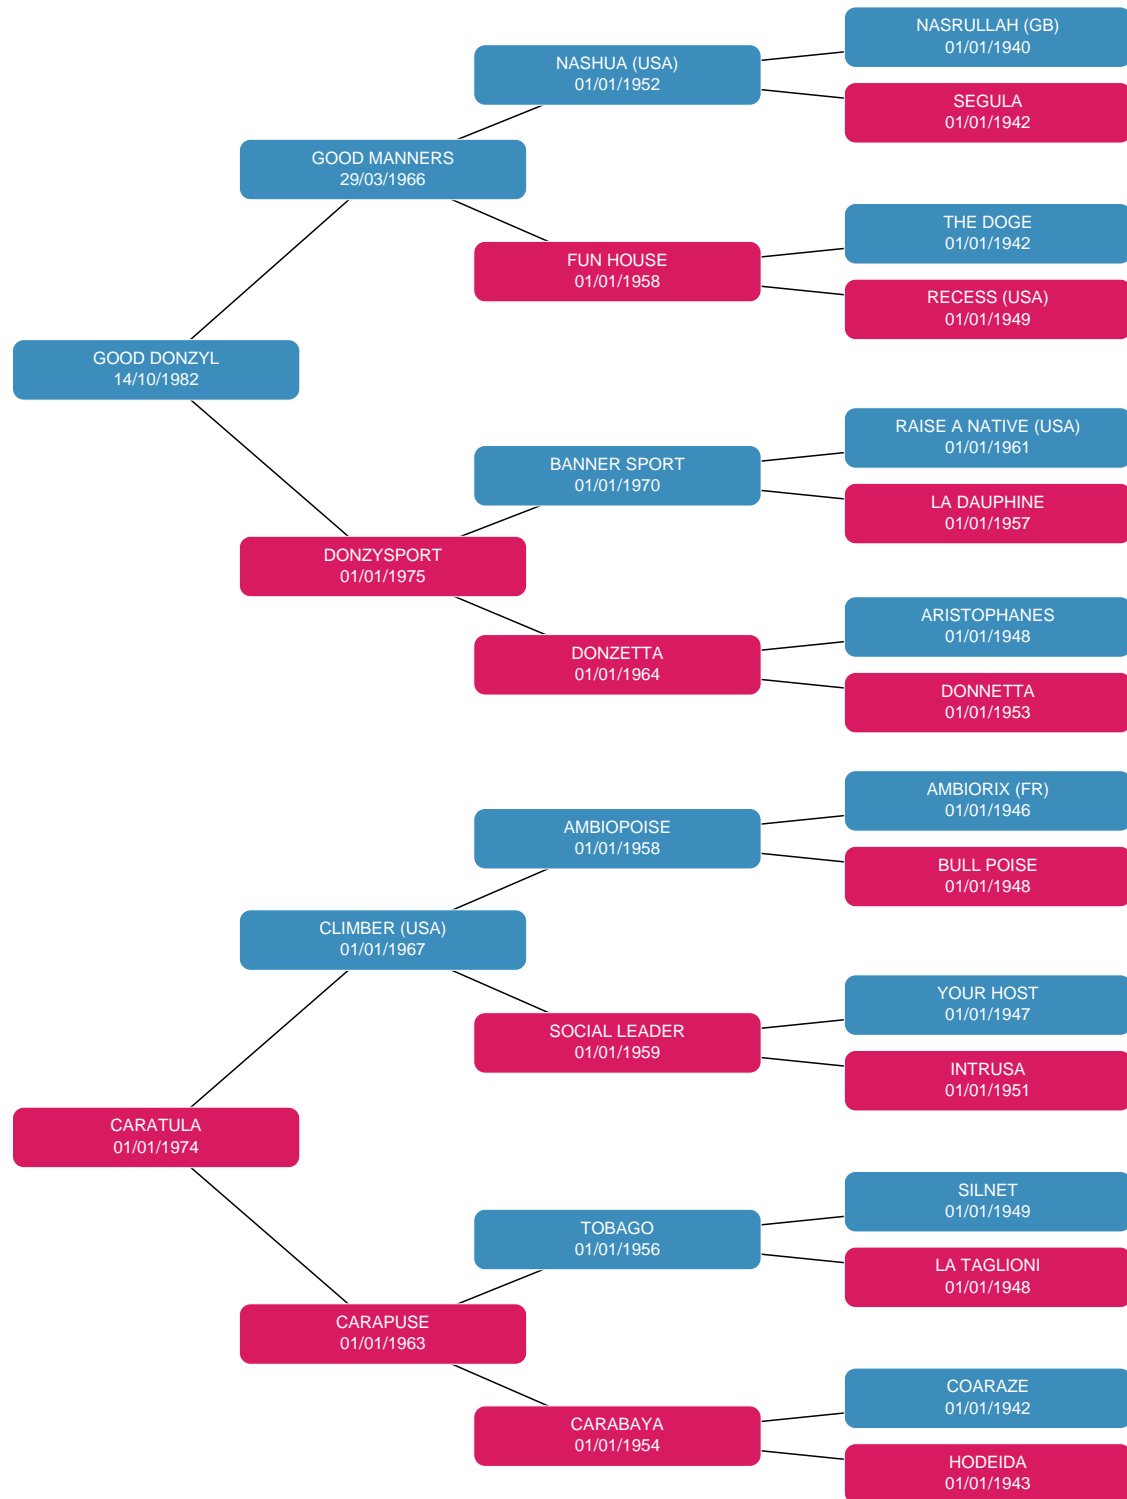 NASRULLAH (GB)
01/01/1940
NASHUA (USA)
01/01/1952
SEGULA
01/01/1942
GOOD MANNERS
29/03/1966
THE DOGE
01/01/1942
FUN HOUSE
01/01/1958
RECESS (USA)
01/01/1949
GOOD DONZYL
14/10/1982
RAISE A NATIVE (USA)
01/01/1961
BANNER SPORT
01/01/1970
LA DAUPHINE
01/01/1957
DONZYSPORT
01/01/1975
ARISTOPHANES
01/01/1948
DONZETTA
01/01/1964
DONNETTA
01/01/1953
AMBIORIX (FR)
01/01/1946
AMBIOPOISE
01/01/1958
BULL POISE
01/01/1948
CLIMBER (USA)
01/01/1967
YOUR HOST
01/01/1947
SOCIAL LEADER
01/01/1959
INTRUSA
01/01/1951
CARATULA
01/01/1974
SILNET
01/01/1949
TOBAGO
01/01/1956
LA TAGLIONI
01/01/1948
CARAPUSE
01/01/1963
COARAZE
01/01/1942
CARABAYA
01/01/1954
HODEIDA
01/01/1943